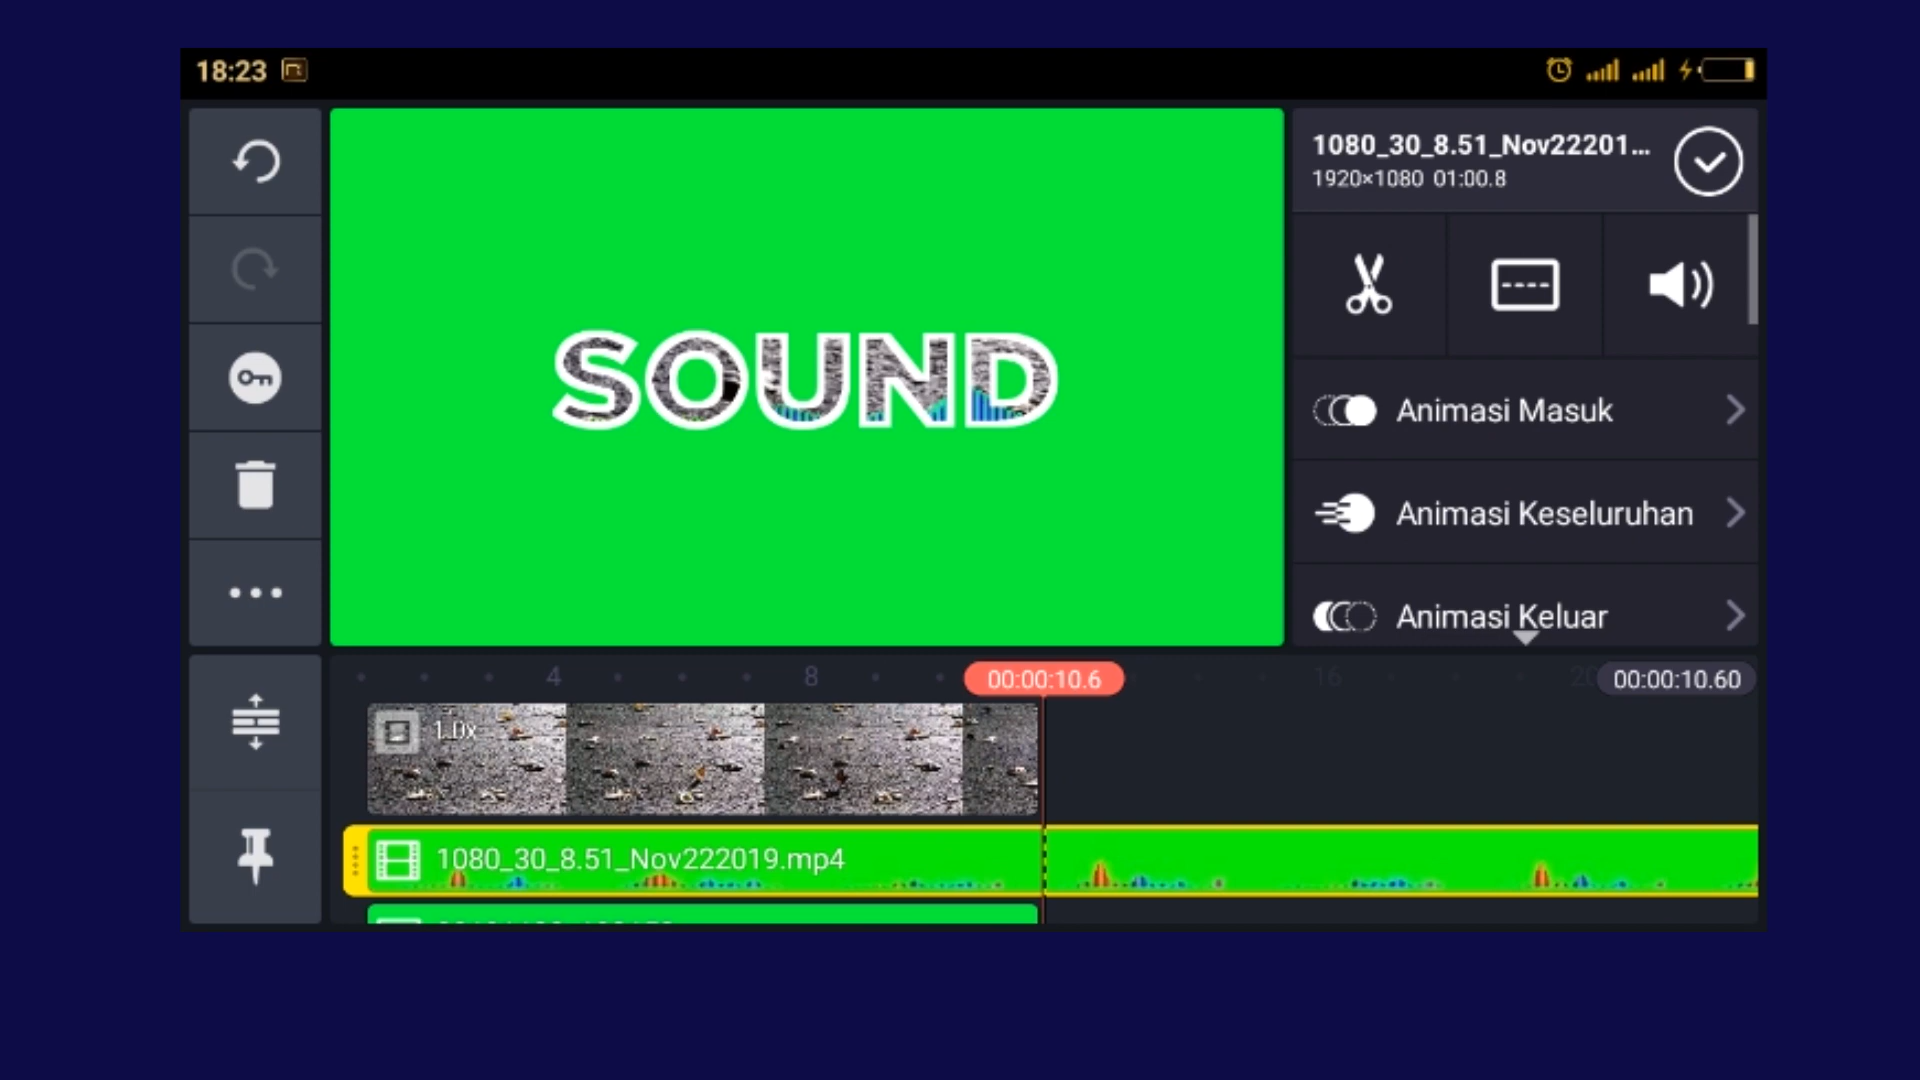 18:23
1080_30_8.51_Nov22201...
1920×1080 01:00.8
SOUND
Animasi Masuk
Animasi Keseluruhan
Animasi Keluar
4
8
00:00:10.6
16
20
00:00:10.60
1.0x
1080_30_8.51_Nov222019.mp4